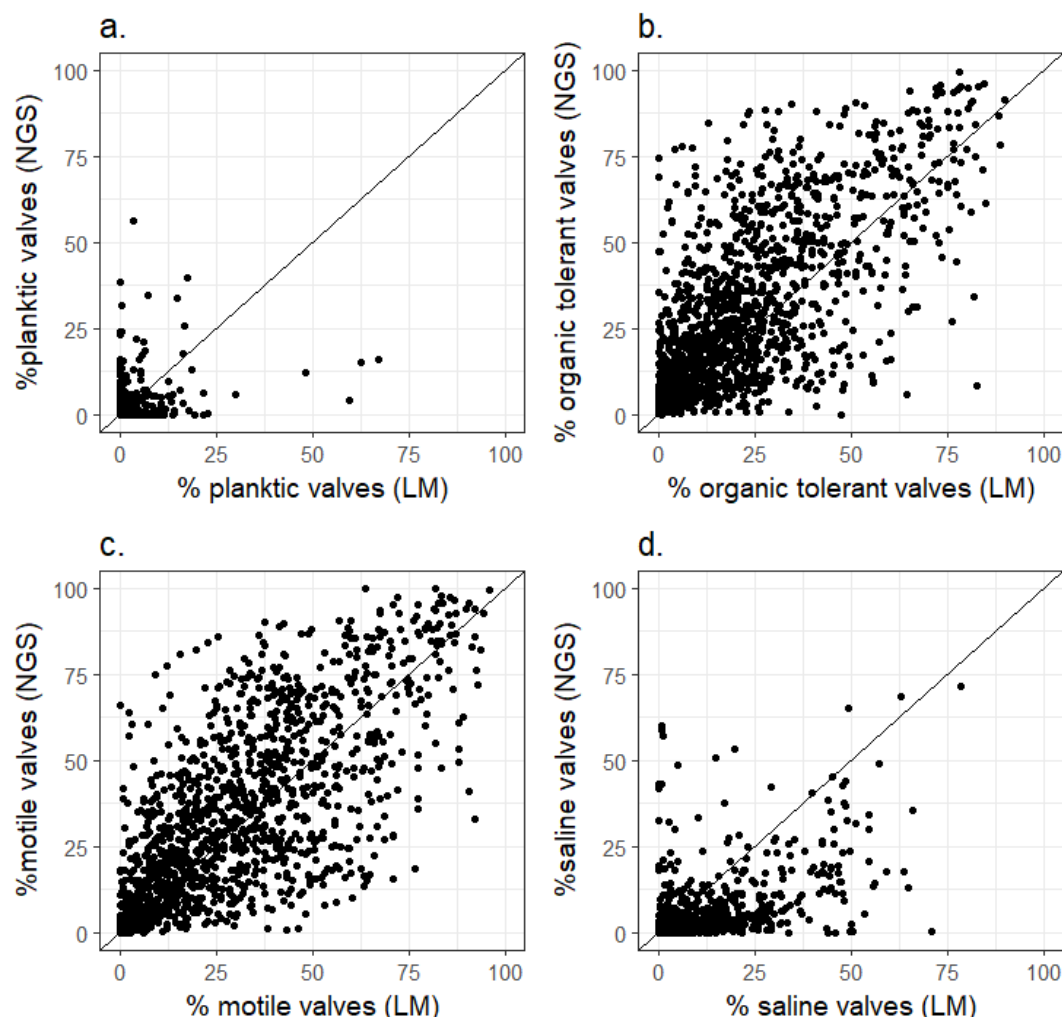 a.
%planktic valves (NGS)
100
75
50
25
0
0 25 50 75 100
% planktic valves (LM)
b.
% organic tolerant valves (NGS)
100
75
50
25
0
0 25 50 75 100
% organic tolerant valves (LM)
c.
%motile valves (NGS)
100
75
50
25
0
0 25 50 75 100
% motile valves (LM)
d.
%saline valves (NGS)
100
75
50
25
0
0 25 50 75 100
% saline valves (LM)